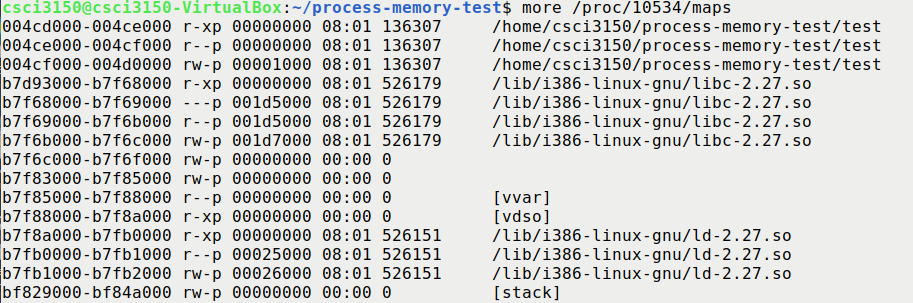 csci3150@csci3150-VirtualBox:~/process-memory-test$ more /proc/10534/maps
004cd000-004ce000 r-xp 00000000 08:01 136307     /home/csci3150/process-memory-test/test
004ce000-004cf000 r--p 00000000 08:01 136307     /home/csci3150/process-memory-test/test
004cf000-004d0000 rw-p 00001000 08:01 136307     /home/csci3150/process-memory-test/test
b7d93000-b7f68000 r-xp 00000000 08:01 526179     /lib/i386-linux-gnu/libc-2.27.so
b7f68000-b7f69000 ---p 001d5000 08:01 526179     /lib/i386-linux-gnu/libc-2.27.so
b7f69000-b7f6b000 r--p 001d5000 08:01 526179     /lib/i386-linux-gnu/libc-2.27.so
b7f6b000-b7f6c000 rw-p 001d7000 08:01 526179     /lib/i386-linux-gnu/libc-2.27.so
b7f6c000-b7f6f000 rw-p 00000000 00:00 0
b7f83000-b7f85000 rw-p 00000000 00:00 0
b7f85000-b7f88000 r--p 00000000 00:00 0          [vvar]
b7f88000-b7f8a000 r-xp 00000000 00:00 0          [vdso]
b7f8a000-b7fb0000 r-xp 00000000 08:01 526151     /lib/i386-linux-gnu/ld-2.27.so
b7fb0000-b7fb1000 r--p 00025000 08:01 526151     /lib/i386-linux-gnu/ld-2.27.so
b7fb1000-b7fb2000 rw-p 00026000 08:01 526151     /lib/i386-linux-gnu/ld-2.27.so
bf829000-bf84a000 rw-p 00000000 00:00 0          [stack]